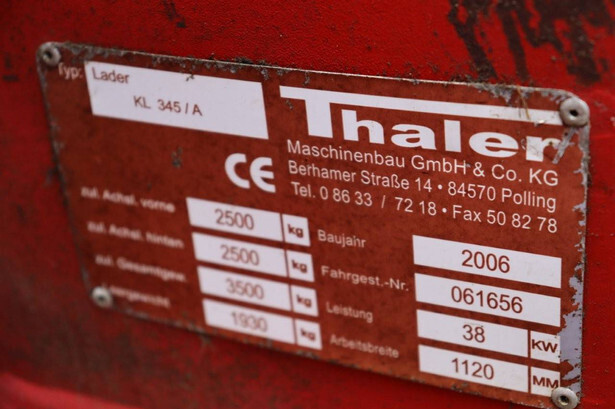 Typ: Lader
KL 345 / A
Thaler
Maschinenbau GmbH & Co. KG
Berhamer Straße 14 • 84570 Polling
Tel. 0 86 33 / 72 18 • Fax 50 82 78
CE
zul. Achsl. vorne 2500 kg
zul. Achsl. hinten 2500 kg
zul. Gesamtgew. 3500 kg
1930 kg
Baujahr 2006
Fahrgest.-Nr. 061656
Leistung 38 KW
Arbeitsbreite 1120 MM